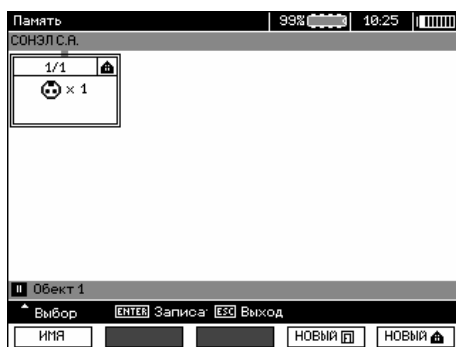 Память 99% 10:25
СОНЭЛ С.А.
1/1
× 1
Обект 1
Выбор ENTER Записа ESC Выход
ИМЯ НОВЫЙ НОВЫЙ